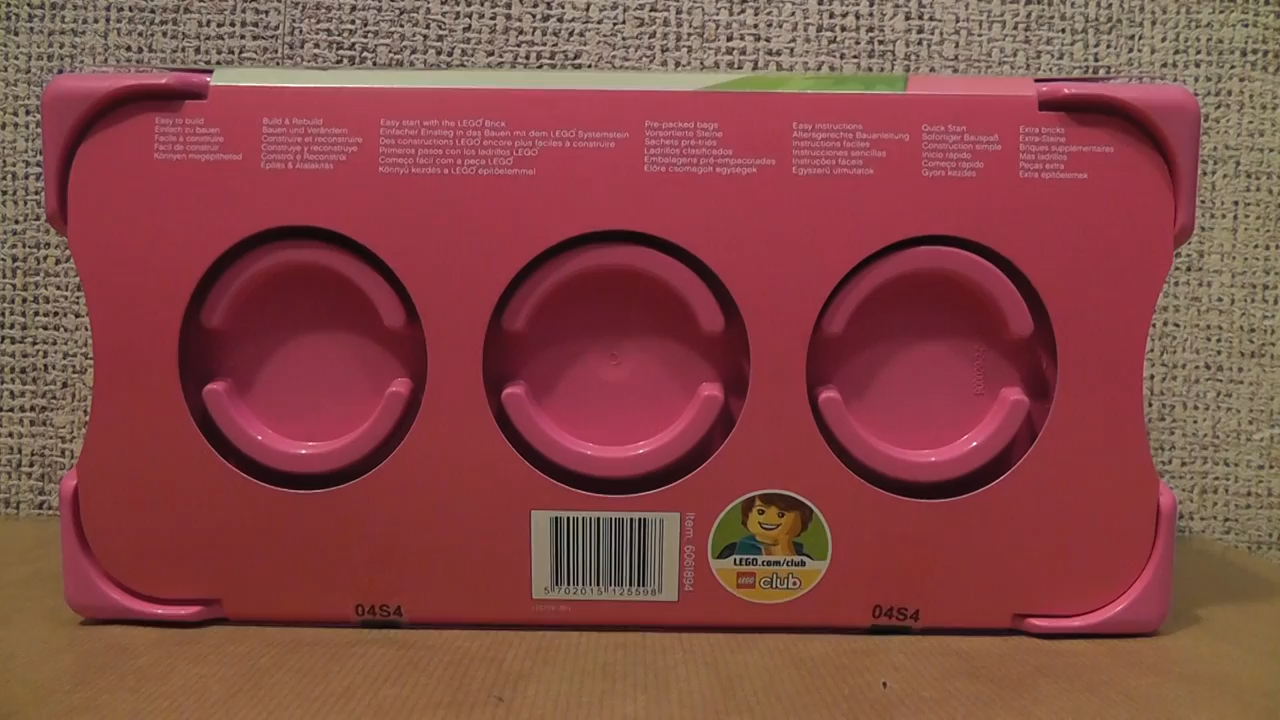 Easy to build
Einfach zu bauen
Facile à construire
Facil de construir
Könnyen megépíthető
Build & Rebuild
Bauen und Verändern
Construire et reconstruire
Construye y reconstruye
Constrói e Reconstrói
Építés & Átalakítás
Easy start with the LEGO® Brick
Einfacher Einstieg in das Bauen mit dem LEGO® Steinsystem
Des constructions LEGO® encore plus faciles à construire
Primeros pasos con los ladrillos LEGO®
Começo fácil com a peça LEGO®
Könnyű kezdés a LEGO® építőelemmel
Pre-packed bags
Vorsortierte Steine
Sachets pré-triés
Ladrillos clasificados
Embalagens pré-empacotadas
Előre csomagolt egységek
Easy Instructions
Altersgerechte Bauanleitung
Instructions faciles
Instrucciones sencillas
Instruções fáceis
Egyszerű útmutatók
Quick Start
Sofortiger Bauspaß
Construction simple
Inicio rápido
Começo rápido
Gyors kezdés
Extra bricks
Extra-Steine
Briques supplémentaires
Más ladrillos
Peças extra
Extra építőelemek
5 702015 125598
Item. 6061894
LEGO.com/club
LEGO club
04S4
04S4